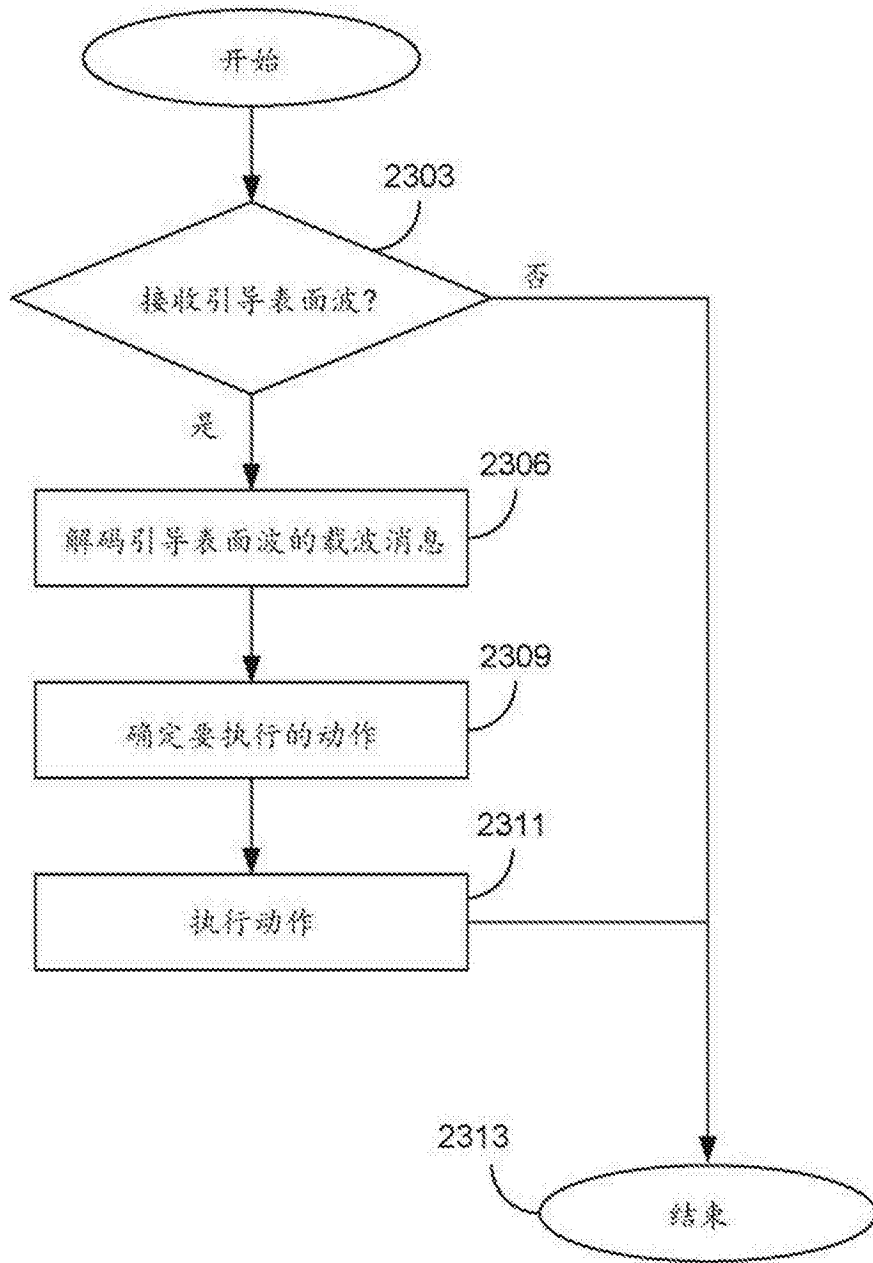 开始
2303
接收引导表面波?
否
是
2306
解码引导表面波的载波消息
2309
确定要执行的动作
2311
执行动作
2313
结束